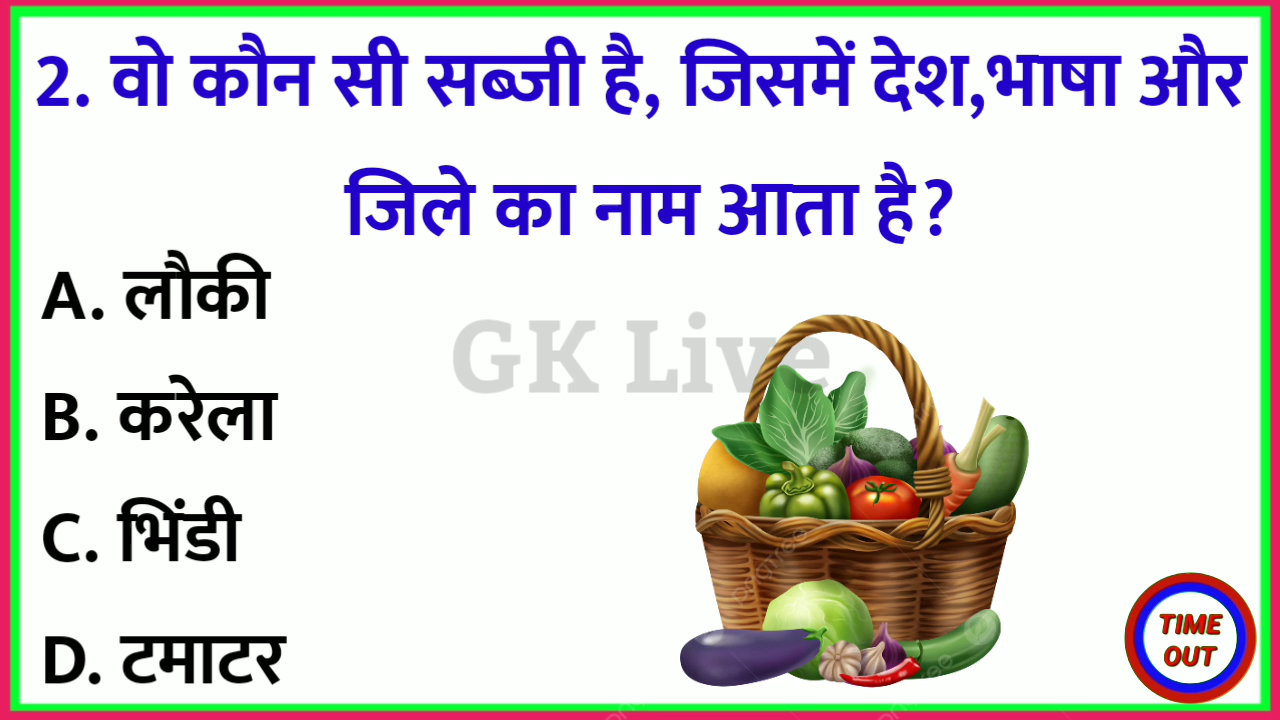 2. वो कौन सी सब्जी है, जिसमें देश,भाषा और
जिले का नाम आता है?
A. लौकी
GK Live
B. करेला
C. भिंडी
D. टमाटर
TIME
OUT